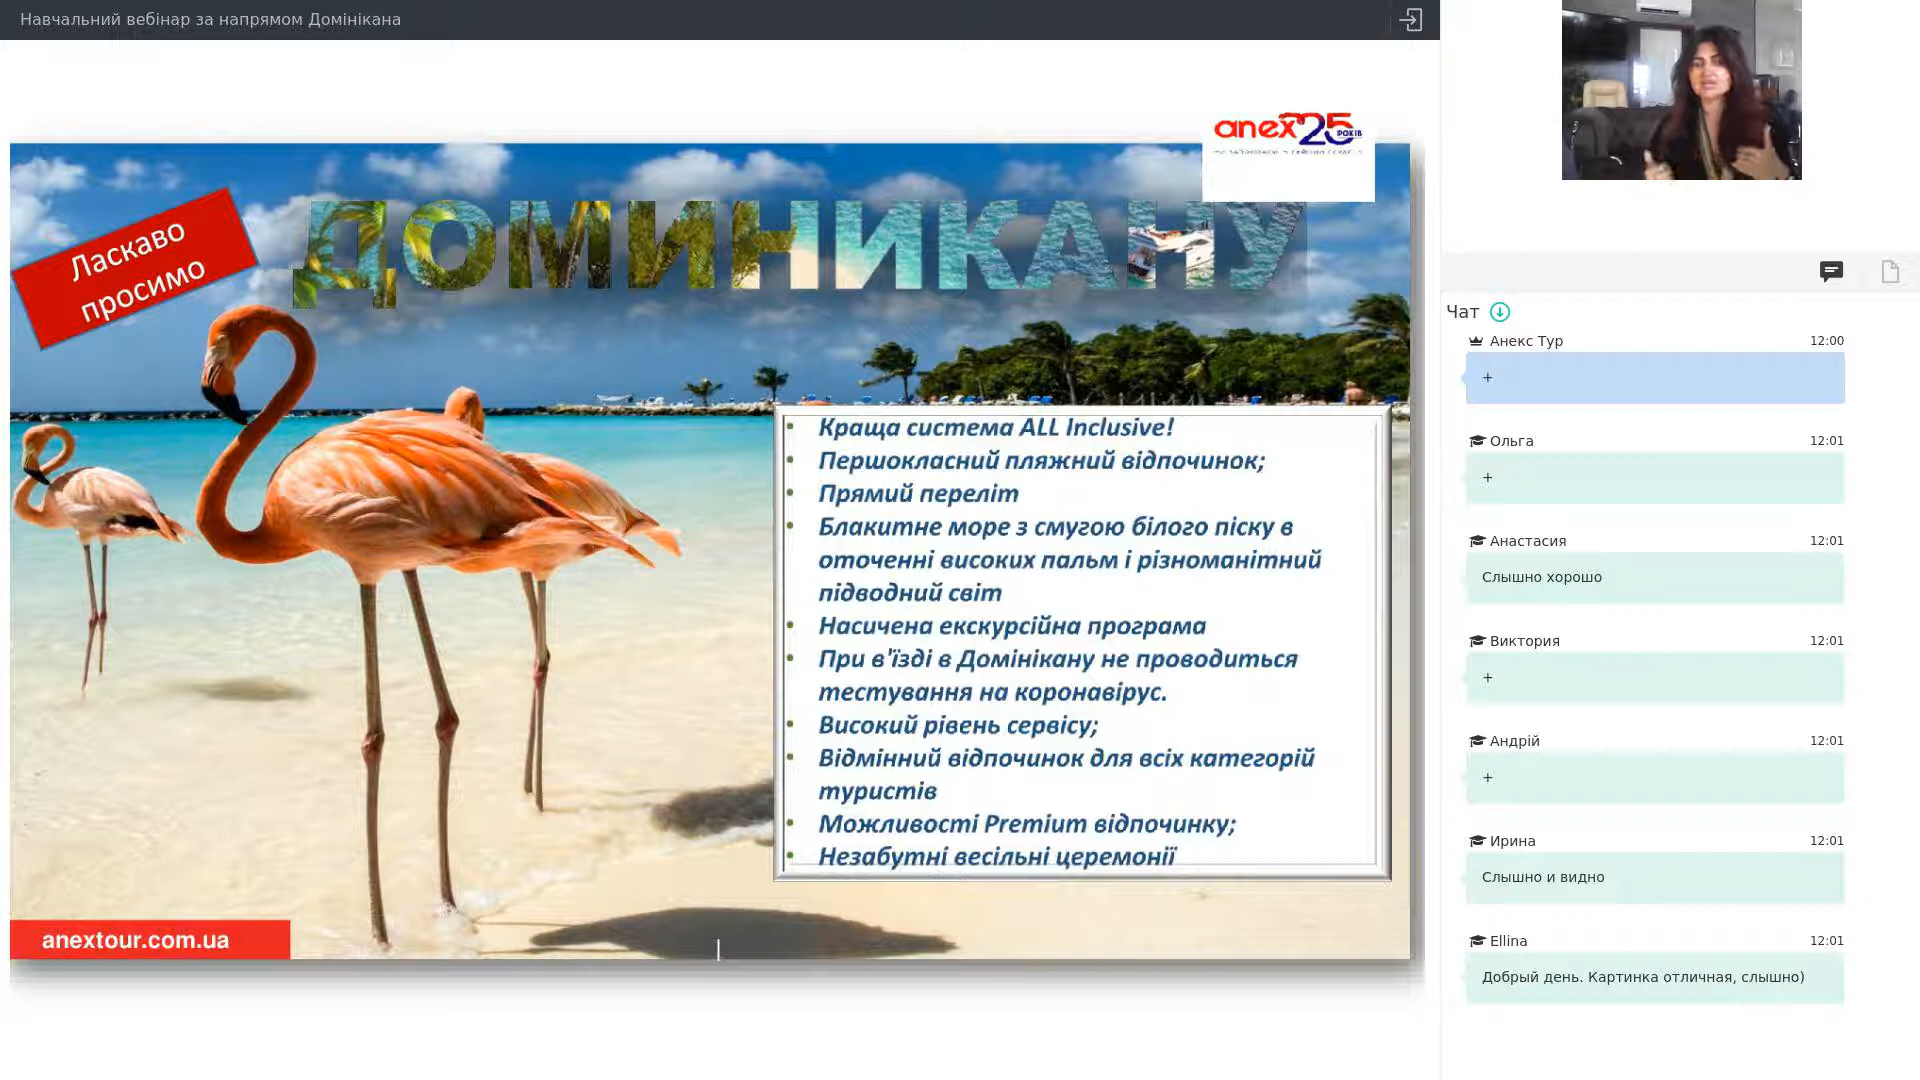 Навчальний вебінар за напрямом Домінікана
anex25
РОКІВ
Ласкаво
просимо
ДОМИНИКАНУ
• Краща система ALL Inclusive!
• Першокласний пляжний відпочинок;
• Прямий переліт
• Блакитне море з смугою білого піску в
оточенні високих пальм і різноманітний
підводний світ
• Насичена екскурсійна програма
• При в'їзді в Домінікану не проводиться
тестування на коронавірус.
• Високий рівень сервісу;
• Відмінний відпочинок для всіх категорій
туристів
• Можливості Premium відпочинку;
• Незабутні весільні церемонії
anextour.com.ua
Чат
Анекс Тур 12:00
+
Ольга 12:01
+
Анастасия 12:01
Слышно хорошо
Виктория 12:01
+
Андрій 12:01
+
Ирина 12:01
Слышно и видно
Ellina 12:01
Добрый день. Картинка отличная, слышно)